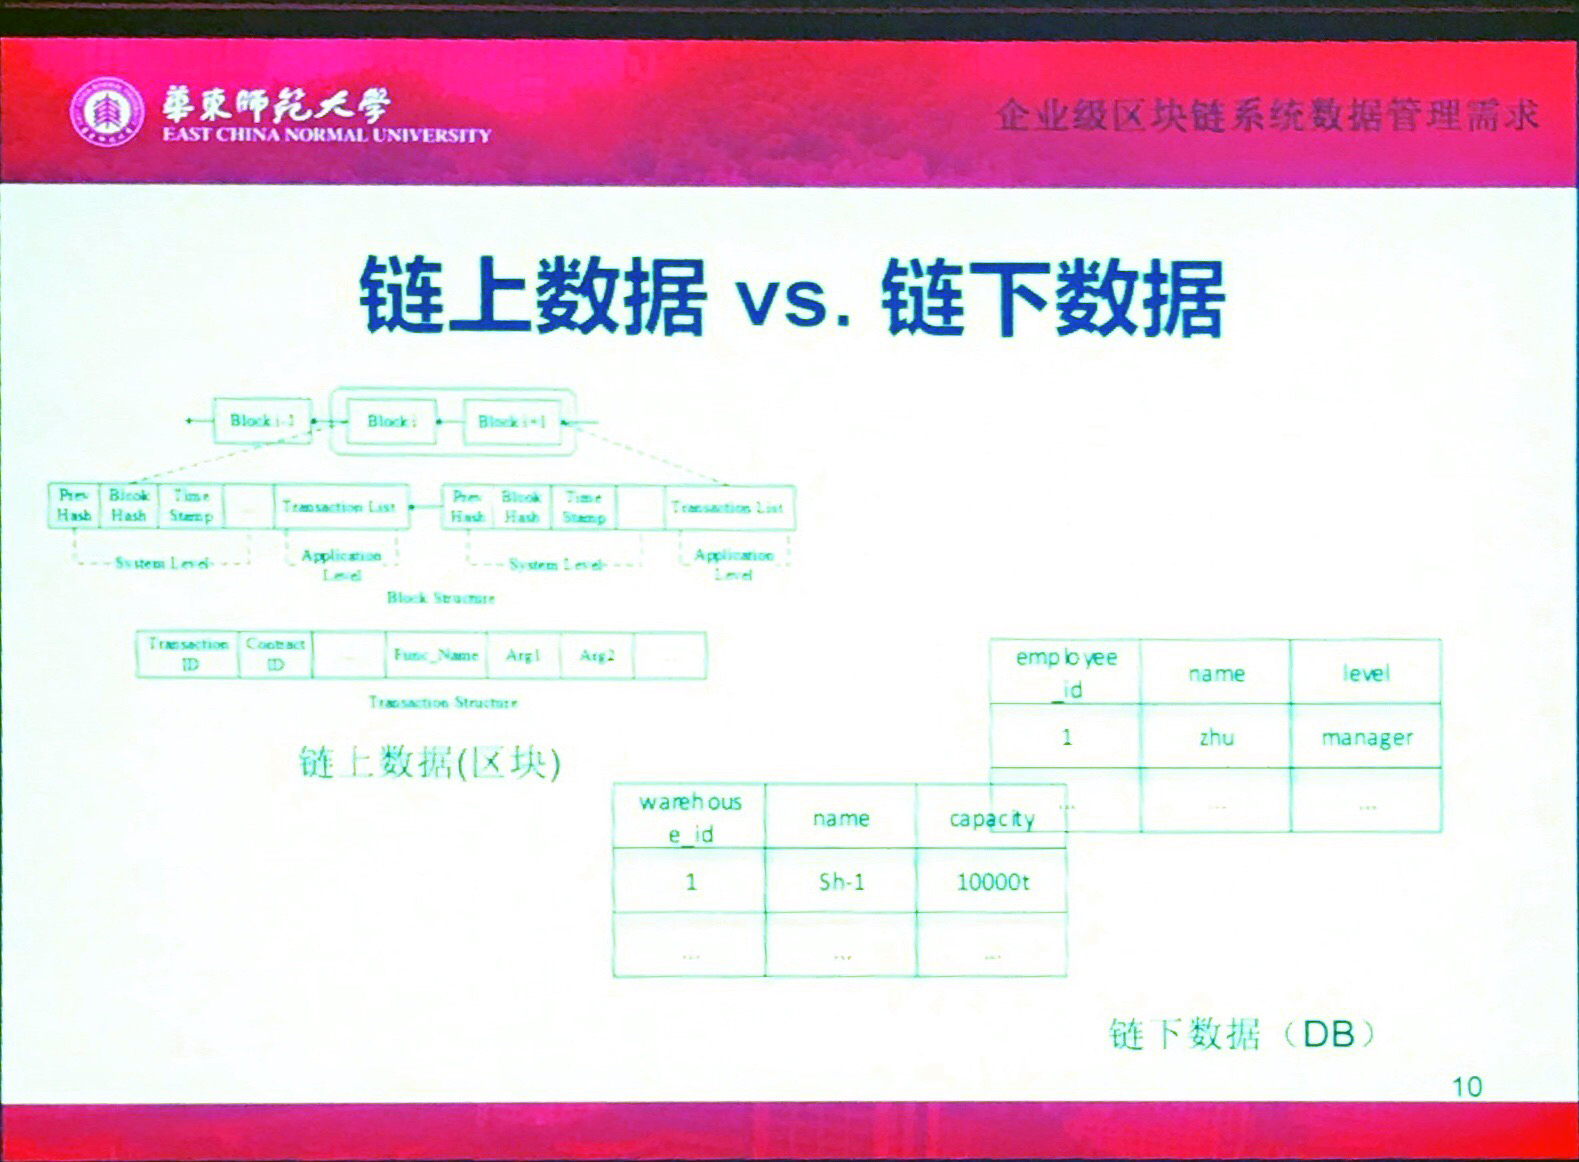 華東師範大學
EAST CHINA NORMAL UNIVERSITY
企业级区块链系统数据管理需求
链上数据 vs. 链下数据
Block i-1
Block i
Block i+1
Prev Hash
Block Hash
Time Stamp
...
Transaction List
Prev Hash
Block Hash
Time Stamp
Transaction List
System Level
Application Level
System Level
Application Level
Block Structure
Transaction ID
Contract ID
...
Func_Name
Arg1
Arg2
...
Transaction Structure
链上数据(区块)
employee _id
name
level
1
zhu
manager
...
...
...
warehous e_id
name
capacity
1
Sh-1
10000t
...
...
...
链下数据（DB）
10